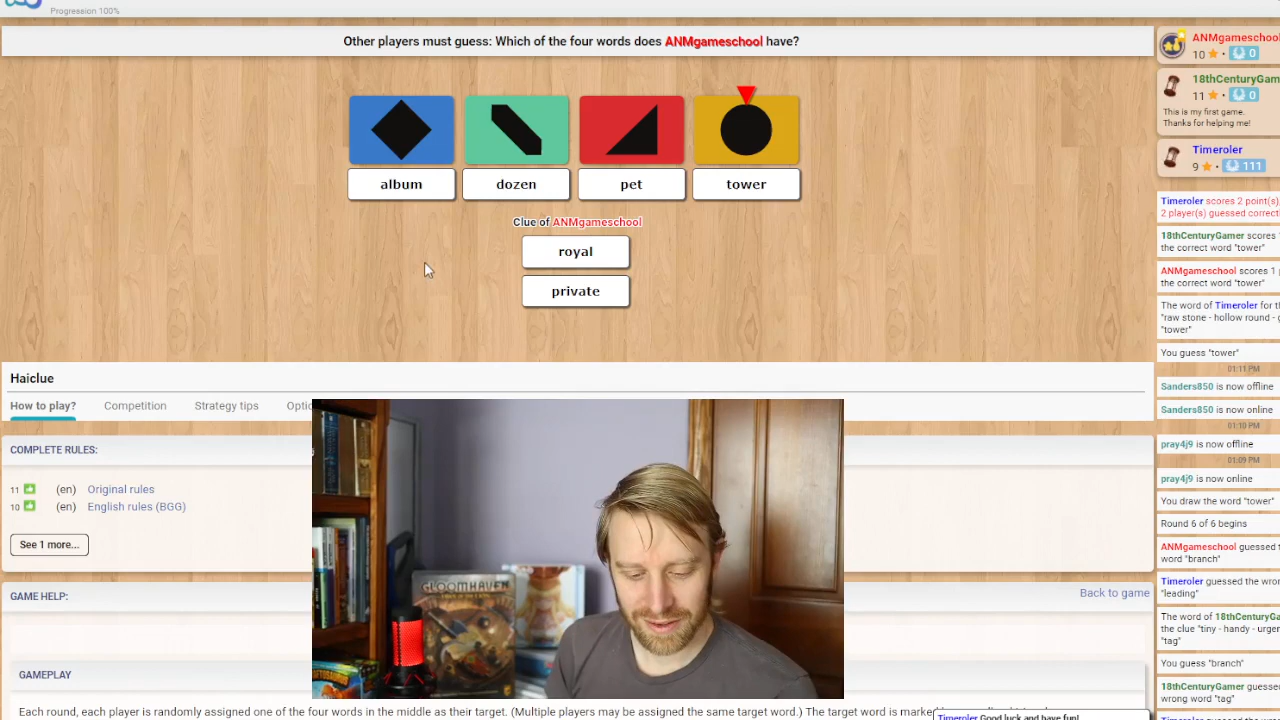 Progression 100%
Other players must guess: Which of the four words does ANMgameschool have?
album
dozen
pet
tower
Clue of ANMgameschool
royal
private
Haiclue
How to play?
Competition
Strategy tips
Optio
COMPLETE RULES:
11 (en) Original rules
10 (en) English rules (BGG)
See 1 more...
GAME HELP:
Back to game
GAMEPLAY
Each round, each player is randomly assigned one of the four words in the middle as their target word. (Multiple players may be assigned the same target word.) The target word is marked
GLOOMHAVEN
ANMgameschool
10 • 0
18thCenturyGam
11 • 0
This is my first game.
Thanks for helping me!
Timeroler
9 • 111
Timeroler scores 2 point(s)
2 player(s) guessed correctl
18thCenturyGamer scores
the correct word "tower"
ANMgameschool scores 1 p
the correct word "tower"
The word of Timeroler for th
"raw stone - hollow round - g
"tower"
You guess "tower"
01:11 PM
Sanders850 is now offline
Sanders850 is now online
01:10 PM
pray4j9 is now offline
01:09 PM
pray4j9 is now online
You draw the word "tower"
Round 6 of 6 begins
ANMgameschool guessed t
word "branch"
Timeroler guessed the wro
"leading"
The word of 18thCenturyGa
the clue "tiny - handy - urger
"tag"
You guess "branch"
18thCenturyGamer guesse
wrong word "tag"
Timeroler Good luck and have fun!